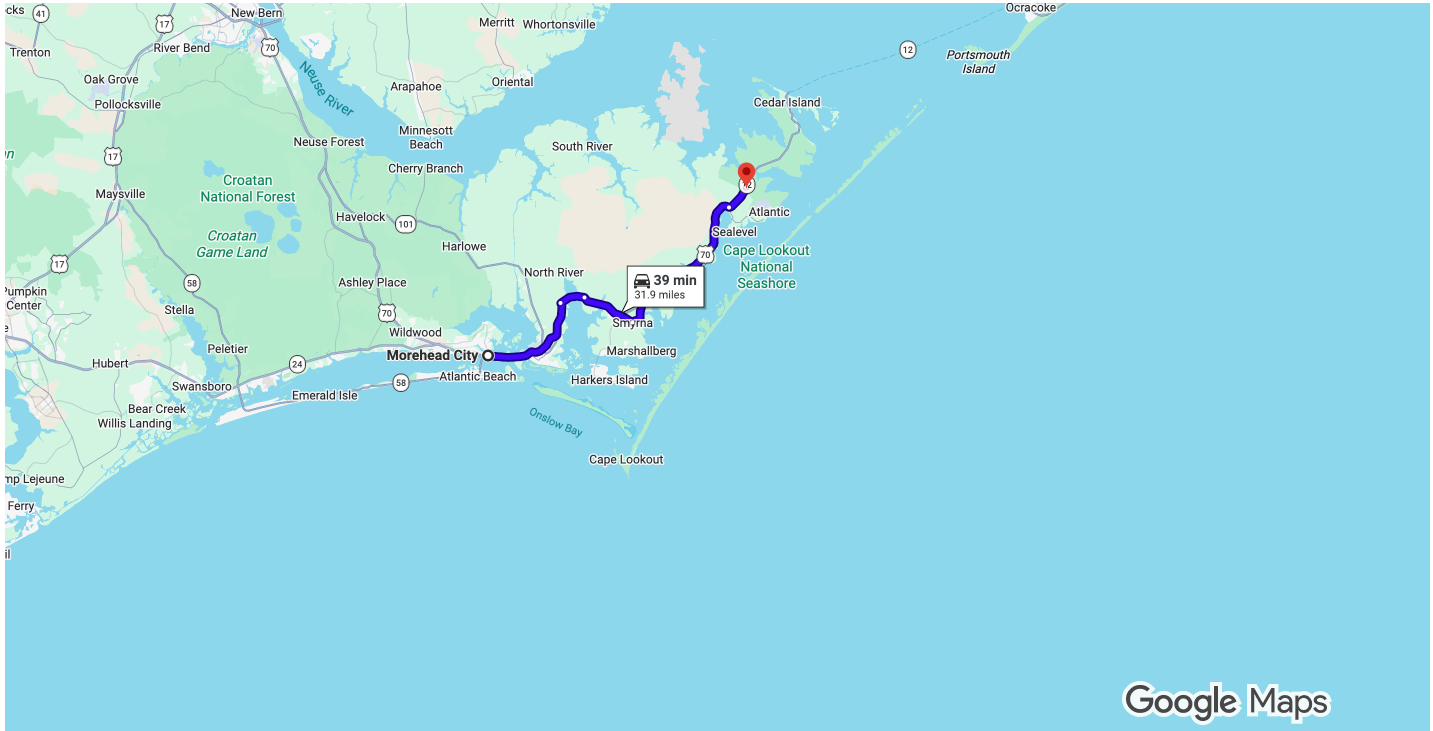 cks
41
17
New Bern
Merritt
Whortonsville
Ocracoke
Trenton
River Bend
70
12
Portsmouth
Island
Oak Grove
Neuse River
Arapahoe
Oriental
Pollocksville
Cedar Island
Minnesott
Beach
Neuse Forest
South River
17
Cherry Branch
Croatan
National Forest
12
Maysville
Havelock
101
Atlantic
Croatan
Game Land
Harlowe
Sealevel
70
Cape Lookout
National
Seashore
17
North River
39 min
31.9 miles
Pumpkin
Center
58
Ashley Place
Stella
70
Smyrna
Wildwood
Peletier
Morehead City
Marshallberg
Hubert
24
Swansboro
58
Atlantic Beach
Harkers Island
Emerald Isle
Bear Creek
Willis Landing
Onslow Bay
Cape Lookout
mp Lejeune
Ferry
il
Google Maps